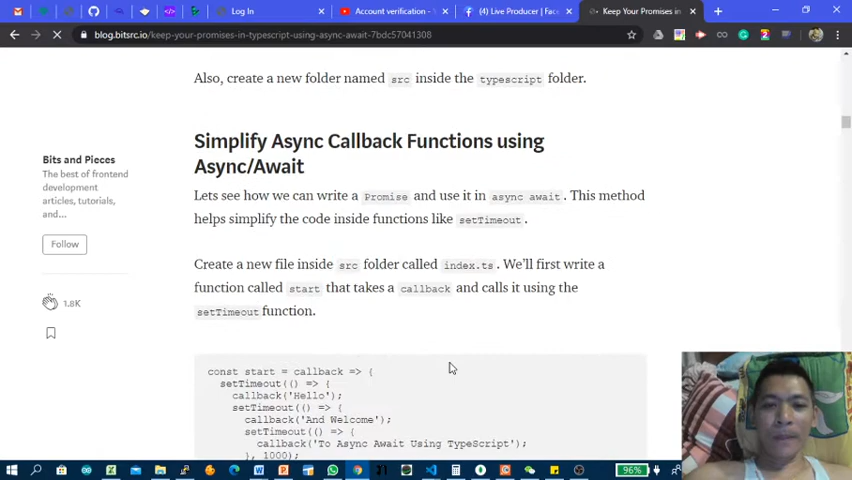 Log In
Account verification -
(4) Live Producer | Fac
Keep Your Promises in
blog.bitsrc.io/keep-your-promises-in-typescript-using-async-await-7bdc57041308
Also, create a new folder named src inside the typescript folder.
Simplify Async Callback Functions using
Async/Await
Bits and Pieces
The best of frontend
development
articles, tutorials,
and...
Follow
1.8K
Lets see how we can write a Promise and use it in async await. This method
helps simplify the code inside functions like setTimeout.
Create a new file inside src folder called index.ts. We'll first write a
function called start that takes a callback and calls it using the
setTimeout function.
const start = callback => {
setTimeout(() => {
callback('Hello');
setTimeout(() => {
callback('And Welcome');
setTimeout(() => {
callback('To Async Await Using TypeScript');
}, 1000);
96%